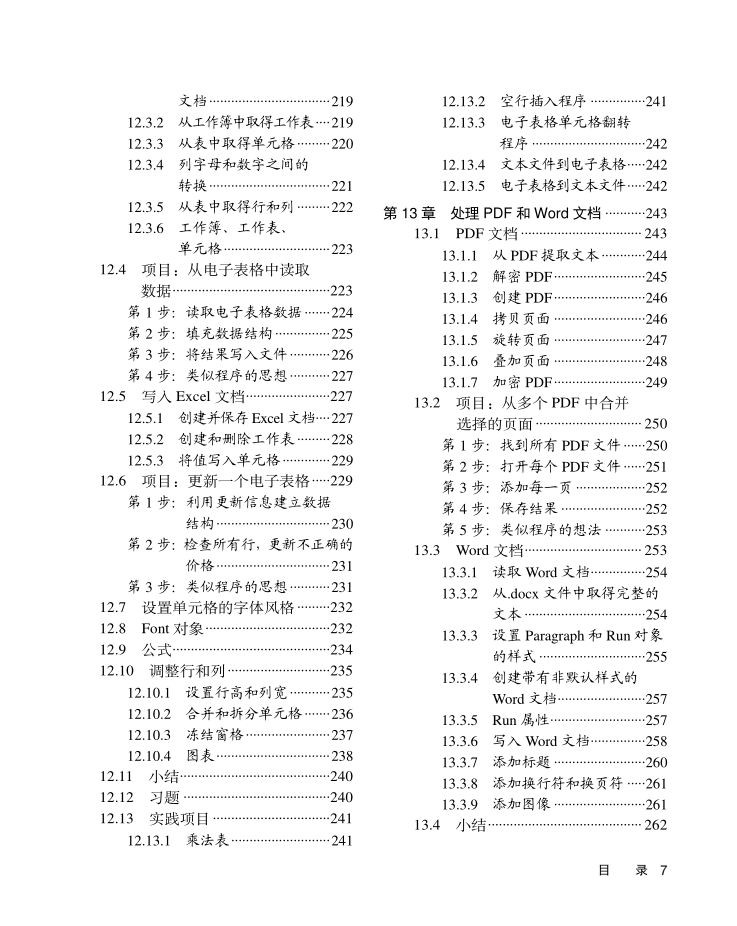 文档 ·································219
12.3.2 从工作簿中取得工作表····219
12.3.3 从表中取得单元格·········220
12.3.4 列字母和数字之间的
转换·································221
12.3.5 从表中取得行和列·········222
12.3.6 工作簿、工作表、
单元格·····························223
12.4 项目：从电子表格中读取
数据···········································223
第 1 步：读取电子表格数据·······224
第 2 步：填充数据结构···············225
第 3 步：将结果写入文件···········226
第 4 步：类似程序的思想···········227
12.5 写入 Excel 文档·······················227
12.5.1 创建并保存 Excel 文档···227
12.5.2 创建和删除工作表·········228
12.5.3 将值写入单元格·············229
12.6 项目：更新一个电子表格·····229
第 1 步：利用更新信息建立数据
结构·······························230
第 2 步：检查所有行，更新不正确的
价格·······························231
第 3 步：类似程序的思想···········231
12.7 设置单元格的字体风格·········232
12.8 Font 对象··································232
12.9 公式···········································234
12.10 调整行和列····························235
12.10.1 设置行高和列宽···········235
12.10.2 合并和拆分单元格·······236
12.10.3 冻结窗格·······················237
12.10.4 图表·······························238
12.11 小结·········································240
12.12 习题·········································240
12.13 实践项目································241
12.13.1 乘法表···························241
12.13.2 空行插入程序···············241
12.13.3 电子表格单元格翻转
程序·······························242
12.13.4 文本文件到电子表格·····242
12.13.5 电子表格到文本文件·····242
第 13 章 处理 PDF 和 Word 文档···········243
13.1 PDF 文档·································243
13.1.1 从 PDF 提取文本············244
13.1.2 解密 PDF·························245
13.1.3 创建 PDF·························246
13.1.4 拷贝页面·························246
13.1.5 旋转页面·························247
13.1.6 叠加页面·························248
13.1.7 加密 PDF·························249
13.2 项目：从多个 PDF 中合并
选择的页面·····························250
第 1 步：找到所有 PDF 文件······250
第 2 步：打开每个 PDF 文件······251
第 3 步：添加每一页···················252
第 4 步：保存结果·······················252
第 5 步：类似程序的想法···········253
13.3 Word 文档································253
13.3.1 读取 Word 文档···············254
13.3.2 从.docx 文件中取得完整的
文本·································254
13.3.3 设置 Paragraph 和 Run 对象
的样式·····························255
13.3.4 创建带有非默认样式的
Word 文档························257
13.3.5 Run 属性··························257
13.3.6 写入 Word 文档···············258
13.3.7 添加标题·························260
13.3.8 添加换行符和换页符·····261
13.3.9 添加图像·························261
13.4 小结··········································262
目 录 7